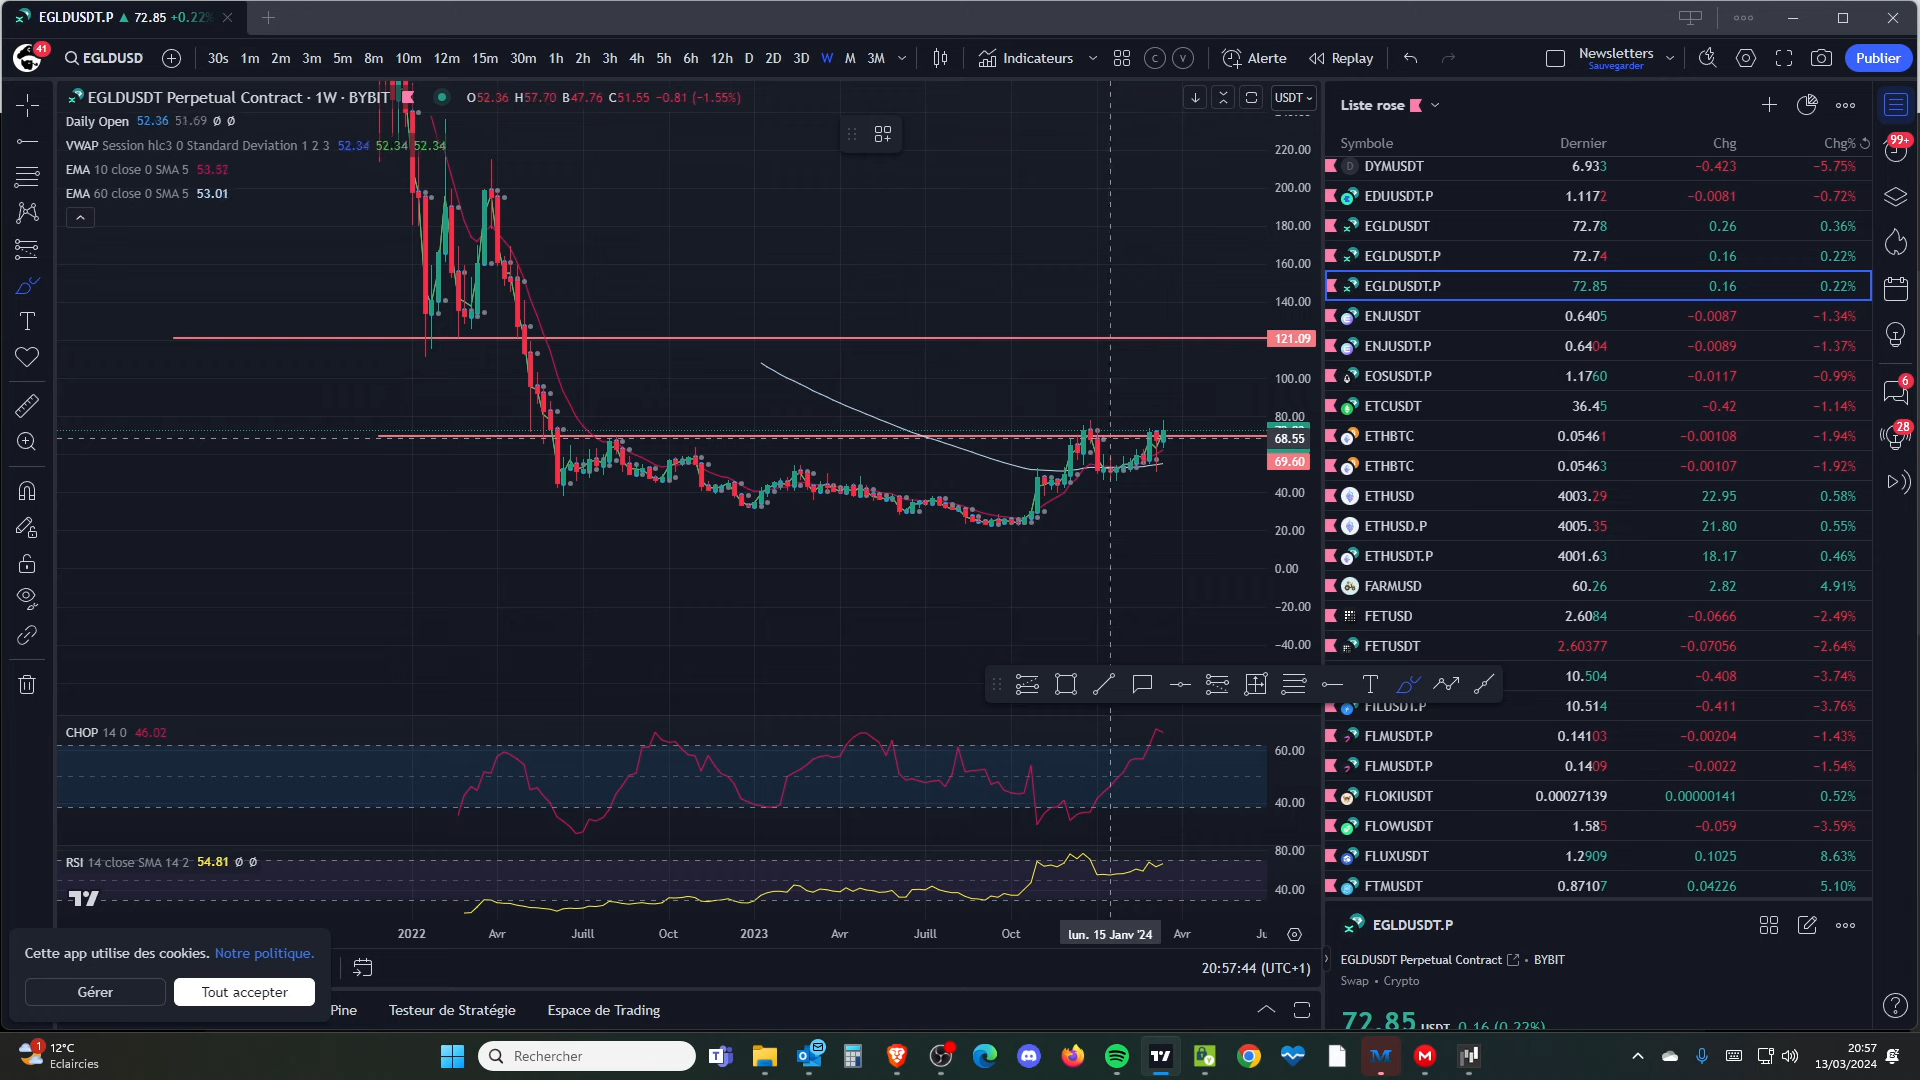 EGLDUSDT.P ▲ 72.85 +0.22%
41
EGLDUSD
30s 1m 2m 3m 5m 8m 10m 12m 15m 30m 1h 2h 3h 4h 5h 6h 12h D 2D 3D W M 3M
Indicateurs
C V
Alerte
Replay
Newsletters
Sauvegarder
Publier
EGLDUSDT Perpetual Contract · 1W · BYBIT
O52.36 H57.70 B47.76 C51.55 −0.81 (−1.55%)
USDT
Daily Open 52.36 51.69 Ø Ø
VWAP Session hlc3 0 Standard Deviation 1 2 3 52.34 52.34 52.34
EMA 10 close 0 SMA 5 53.52
EMA 60 close 0 SMA 5 53.01
220.00
200.00
180.00
160.00
140.00
121.09
100.00
80.00
68.55
69.60
40.00
20.00
0.00
−20.00
−40.00
CHOP 14 0 46.02
60.00
40.00
RSI 14 close SMA 14 2 54.81 Ø Ø
80.00
40.00
2022 Avr Juill Oct 2023 Avr Juill Oct lun. 15 Janv '24 Avr
20:57:44 (UTC+1)
Cette app utilise des cookies. Notre politique.
Gérer
Tout accepter
Pine
Testeur de Stratégie
Espace de Trading
Liste rose
Symbole Dernier Chg Chg%
DYMUSDT 6.933 −0.423 −5.75%
EDUUSDT.P 1.1172 −0.0081 −0.72%
EGLDUSDT 72.78 0.26 0.36%
EGLDUSDT.P 72.74 0.16 0.22%
EGLDUSDT.P 72.85 0.16 0.22%
ENJUSDT 0.6405 −0.0087 −1.34%
ENJUSDT.P 0.6404 −0.0089 −1.37%
EOSUSDT.P 1.1760 −0.0117 −0.99%
ETCUSDT 36.45 −0.42 −1.14%
ETHBTC 0.05461 −0.00108 −1.94%
ETHBTC 0.05463 −0.00107 −1.92%
ETHUSD 4003.29 22.95 0.58%
ETHUSD.P 4005.35 21.80 0.55%
ETHUSDT.P 4001.63 18.17 0.46%
FARMUSD 60.26 2.82 4.91%
FETUSD 2.6084 −0.0666 −2.49%
FETUSDT 2.60377 −0.07056 −2.64%
10.504 −0.408 −3.74%
FILUSDT.P 10.514 −0.411 −3.76%
FLMUSDT.P 0.14103 −0.00204 −1.43%
FLMUSDT.P 0.1409 −0.0022 −1.54%
FLOKIUSDT 0.00027139 0.00000141 0.52%
FLOWUSDT 1.585 −0.059 −3.59%
FLUXUSDT 1.2909 0.1025 8.63%
FTMUSDT 0.87107 0.04226 5.10%
EGLDUSDT.P
EGLDUSDT Perpetual Contract • BYBIT
Swap • Crypto
72.85 USDT 0.16 (0.22%)
99+
6
28
1
12°C
Eclaircies
Rechercher
20:57
13/03/2024